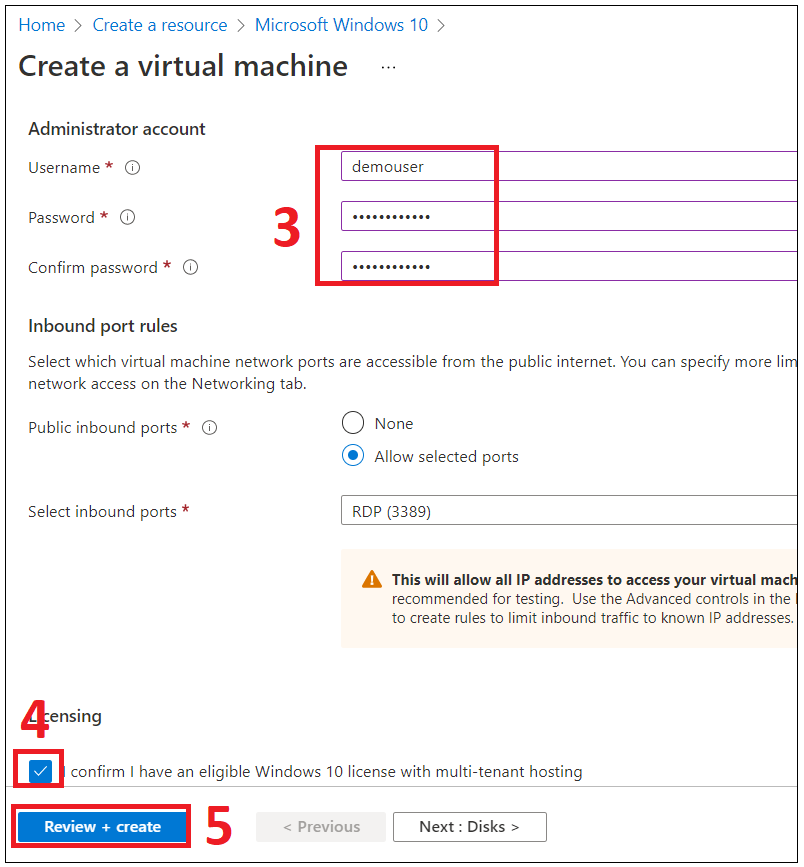 Home > Create a resource > Microsoft Windows 10 >
Create a virtual machine ...
Administrator account
Username * demouser
Password * ••••••••••••
3
Confirm password * ••••••••••••
Inbound port rules
Select which virtual machine network ports are accessible from the public internet. You can specify more lim
network access on the Networking tab.
Public inbound ports * None
Allow selected ports
Select inbound ports * RDP (3389)
This will allow all IP addresses to access your virtual mach
recommended for testing. Use the Advanced controls in the
to create rules to limit inbound traffic to known IP addresses.
4
Licensing
I confirm I have an eligible Windows 10 license with multi-tenant hosting
Review + create 5 < Previous Next : Disks >